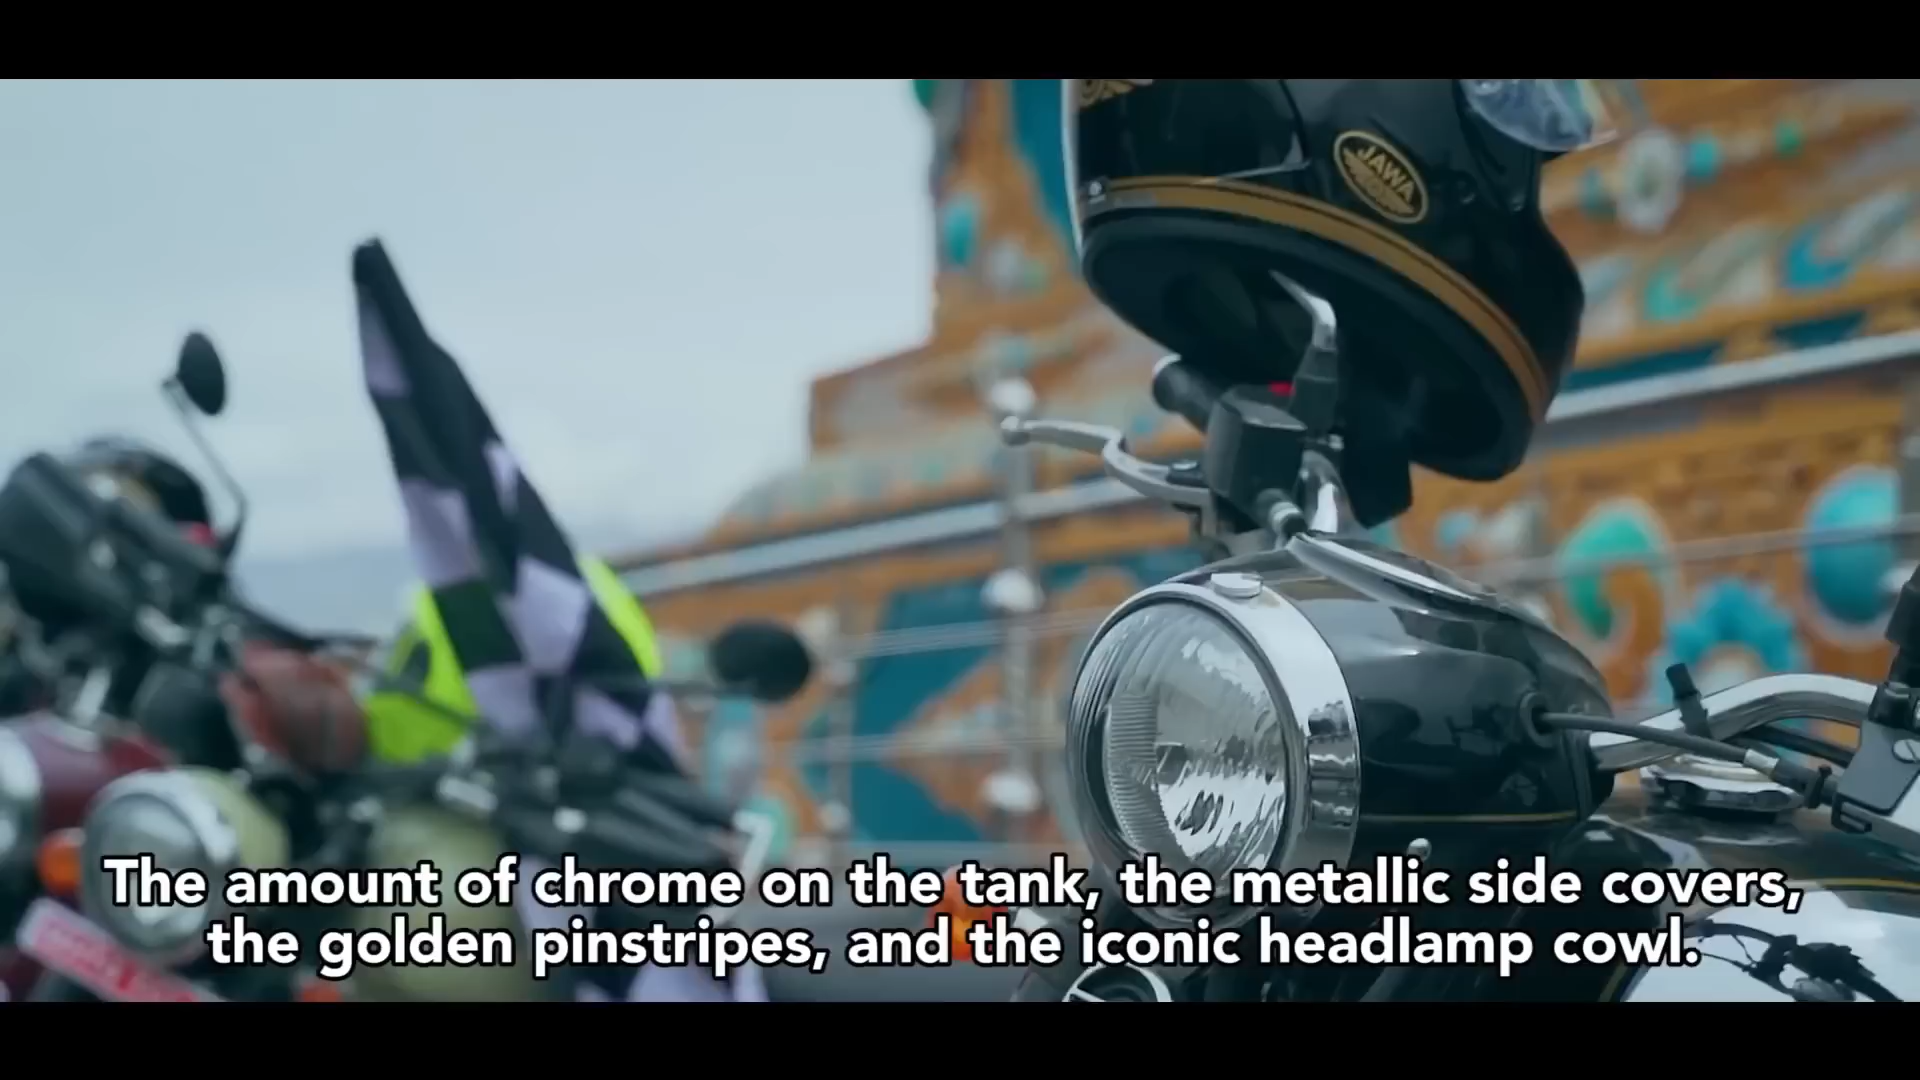 JAWA
The amount of chrome on the tank, the metallic side covers,
the golden pinstripes, and the iconic headlamp cowl.